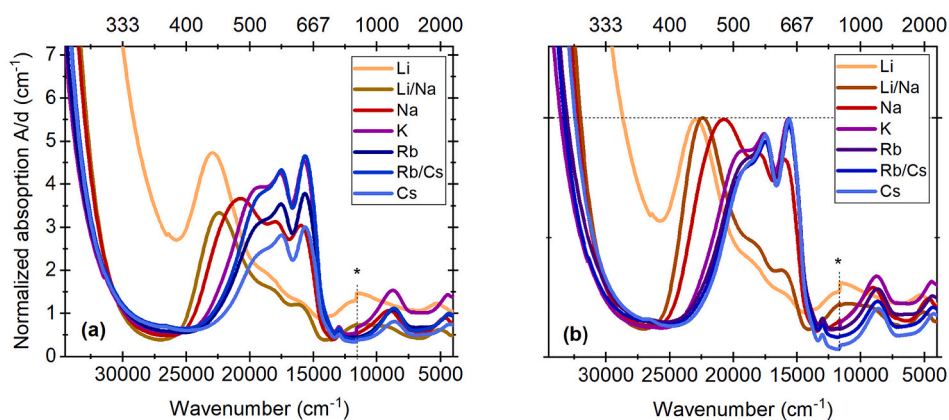 333 400 500 667 1000 2000
333 400 500 667 1000 2000
Normalized absoption A/d (cm⁻¹)
7
6
5
4
3
2
1
0
Li
Li/Na
Na
K
Rb
Rb/Cs
Cs
*
(a)
30000 25000 20000 15000 10000 5000
Wavenumber (cm⁻¹)
Li
Li/Na
Na
K
Rb
Rb/Cs
Cs
*
(b)
30000 25000 20000 15000 10000 5000
Wavenumber (cm⁻¹)